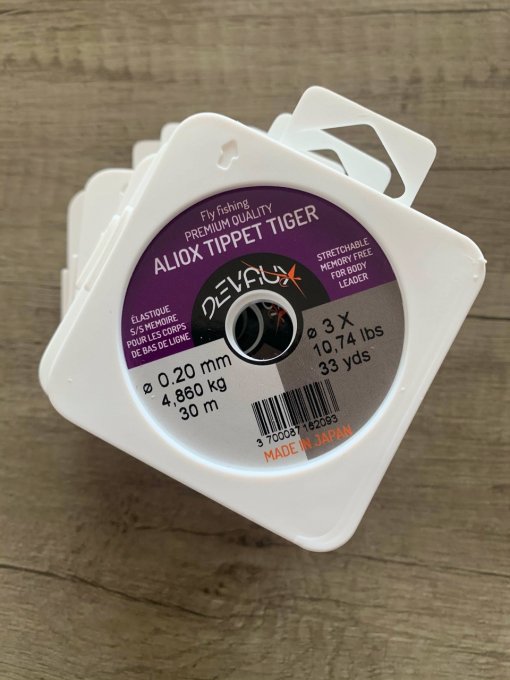 Fly fishing
PREMIUM QUALITY
ALIOX TIPPET TIGER
DEVAUX
STRETCHABLE
MEMORY FREE
FOR BODY
LEADER
ÉLASTIQUE
S/S MEMOIRE
POUR LES CORPS
DE BAS DE LIGNE
ø 0.20 mm
4,860 kg
30 m
ø 3 X
10,74 lbs
33 yds
3 700087 162093
MADE IN JAPAN